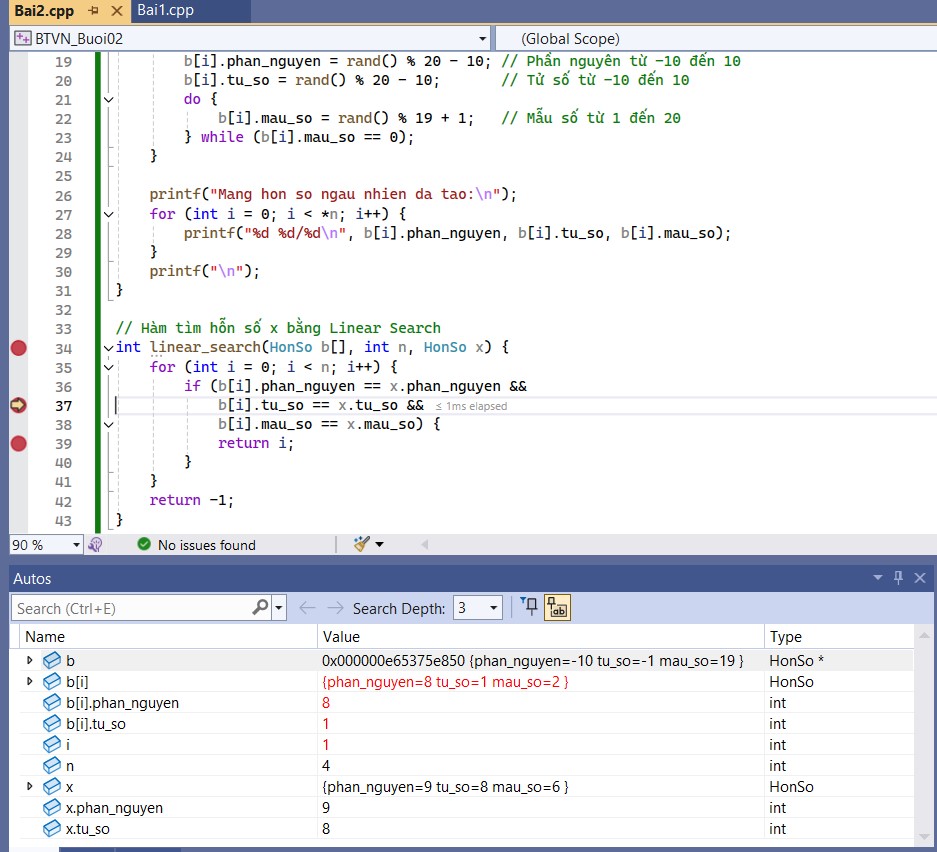 Bai2.cpp Bai1.cpp
BTVN_Buoi02 (Global Scope)
19 b[i].phan_nguyen = rand() % 20 - 10; // Phần nguyên từ -10 đến 10
20 b[i].tu_so = rand() % 20 - 10; // Tử số từ -10 đến 10
21 do {
22 b[i].mau_so = rand() % 19 + 1; // Mẫu số từ 1 đến 20
23 } while (b[i].mau_so == 0);
24 }
25
26 printf("Mang hon so ngau nhien da tao:\n");
27 for (int i = 0; i < *n; i++) {
28 printf("%d %d/%d\n", b[i].phan_nguyen, b[i].tu_so, b[i].mau_so);
29 }
30 printf("\n");
31 }
32
33 // Hàm tìm hỗn số x bằng Linear Search
34 int linear_search(HonSo b[], int n, HonSo x) {
35 for (int i = 0; i < n; i++) {
36 if (b[i].phan_nguyen == x.phan_nguyen &&
37 b[i].tu_so == x.tu_so && ≤ 1ms elapsed
38 b[i].mau_so == x.mau_so) {
39 return i;
40 }
41 }
42 return -1;
43 }
90 % No issues found
Autos
Search (Ctrl+E) Search Depth: 3
Name Value Type
b 0x000000e65375e850 {phan_nguyen=-10 tu_so=-1 mau_so=19 } HonSo *
b[i] {phan_nguyen=8 tu_so=1 mau_so=2 } HonSo
b[i].phan_nguyen 8 int
b[i].tu_so 1 int
i 1 int
n 4 int
x {phan_nguyen=9 tu_so=8 mau_so=6 } HonSo
x.phan_nguyen 9 int
x.tu_so 8 int